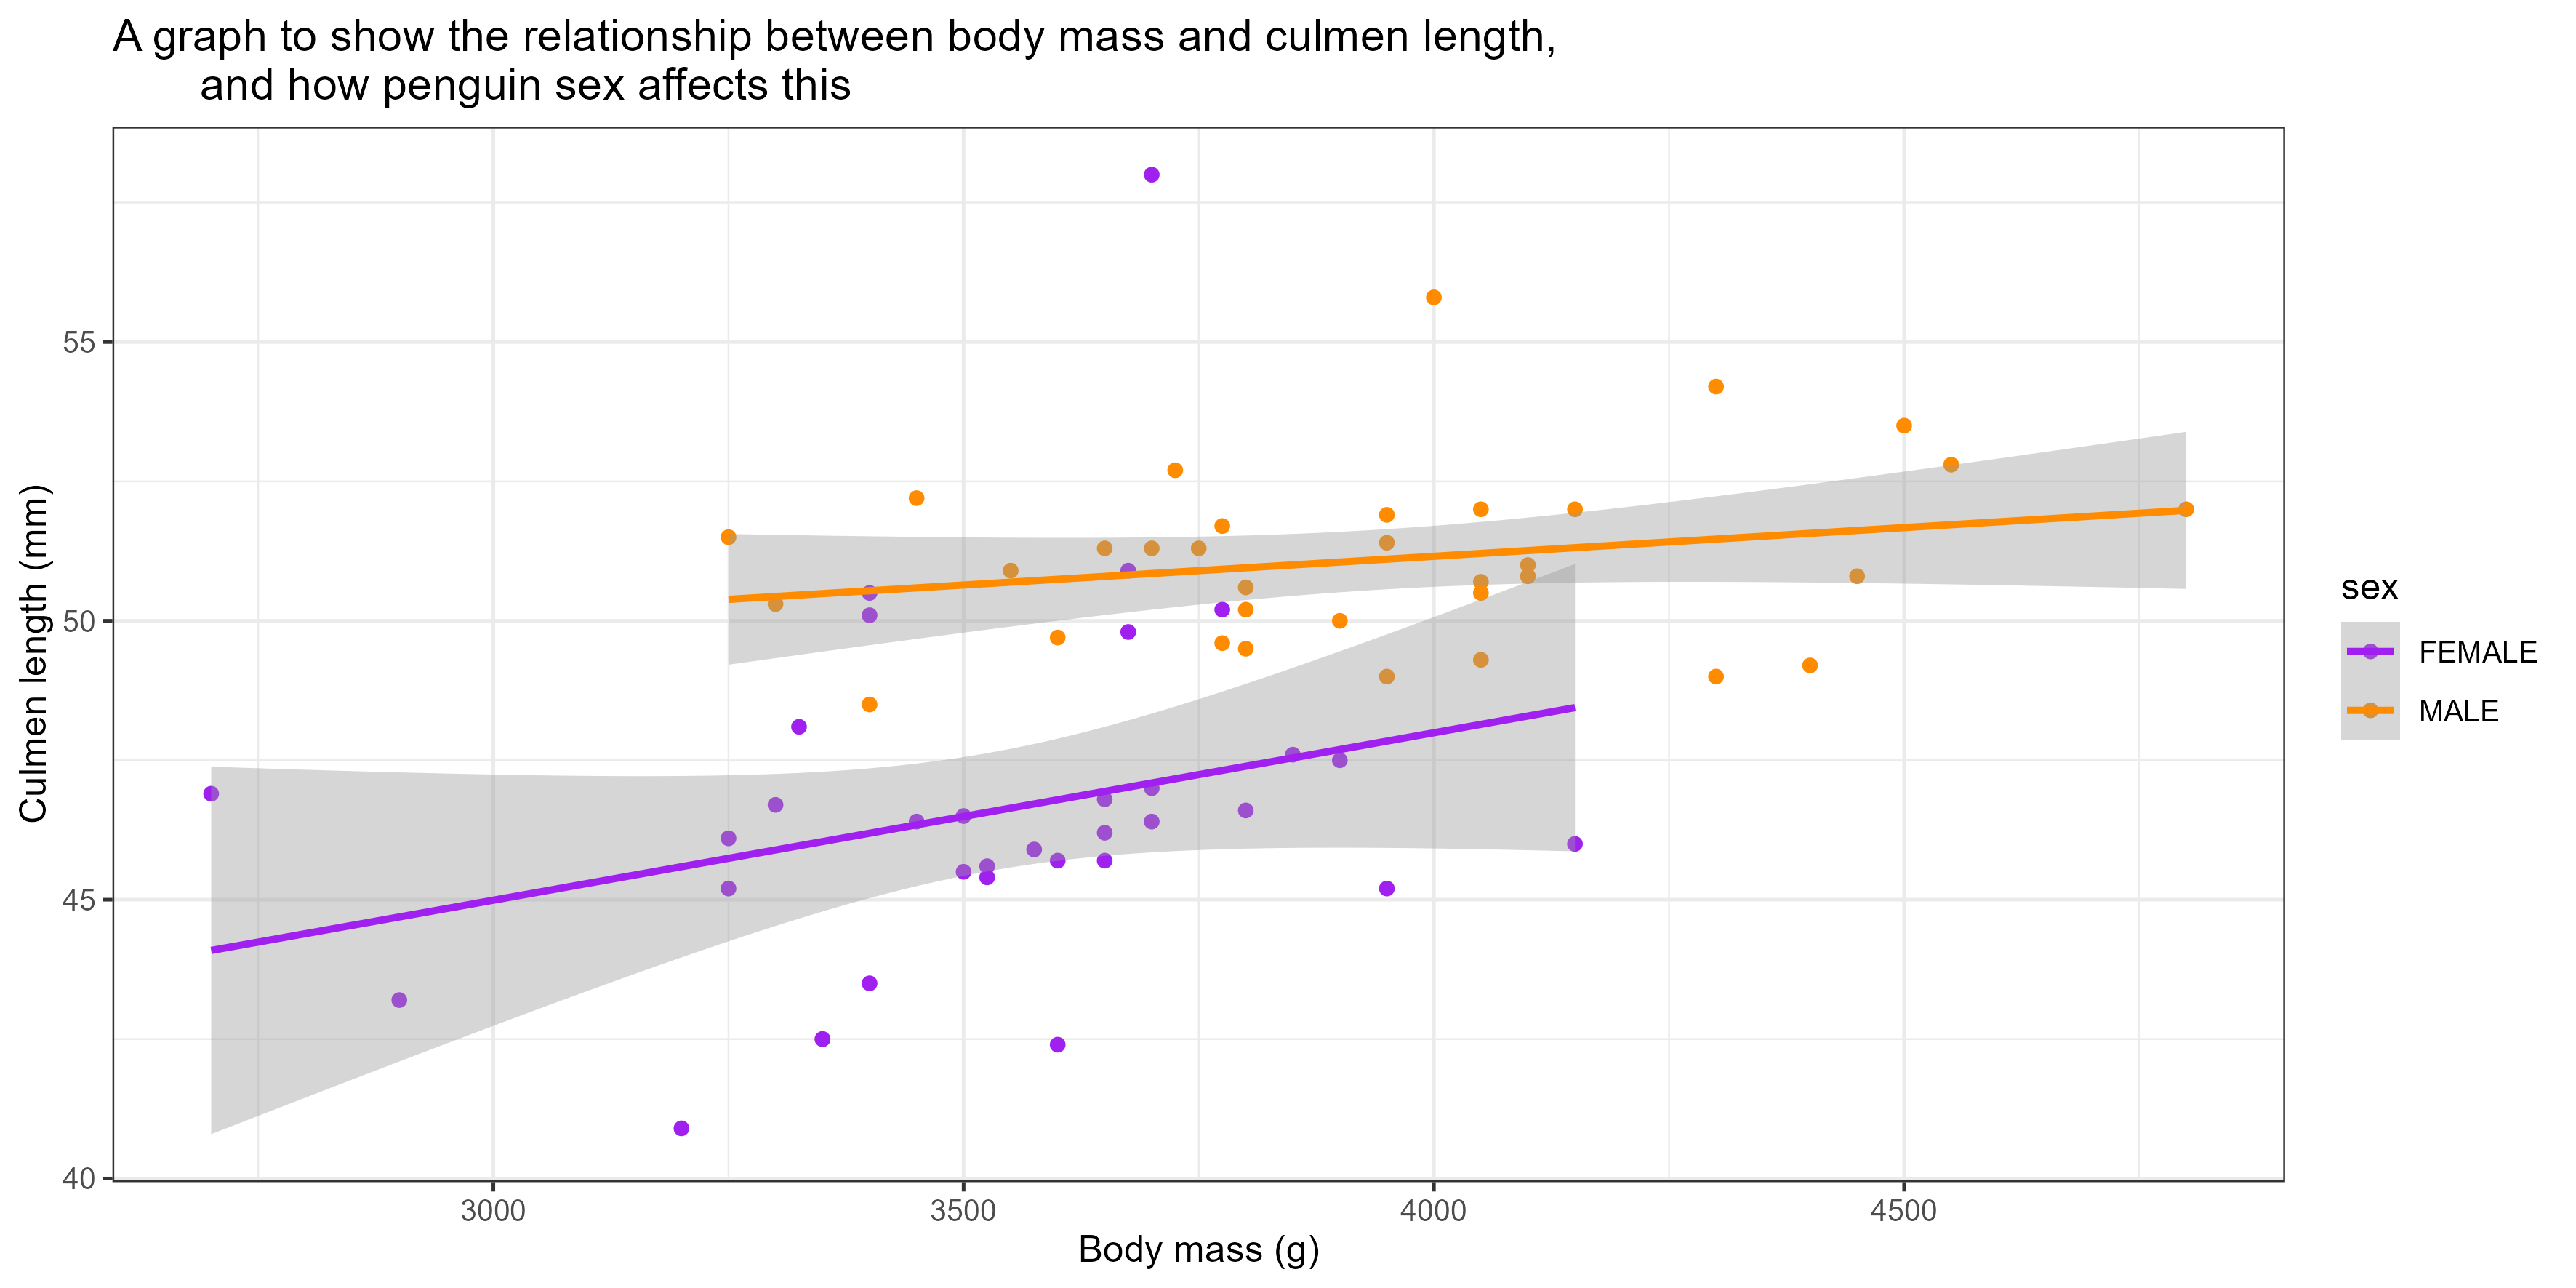 A graph to show the relationship between body mass and culmen length,
and how penguin sex affects this
55
50
45
40
Culmen length (mm)
3000
3500
4000
4500
Body mass (g)
sex
FEMALE
MALE